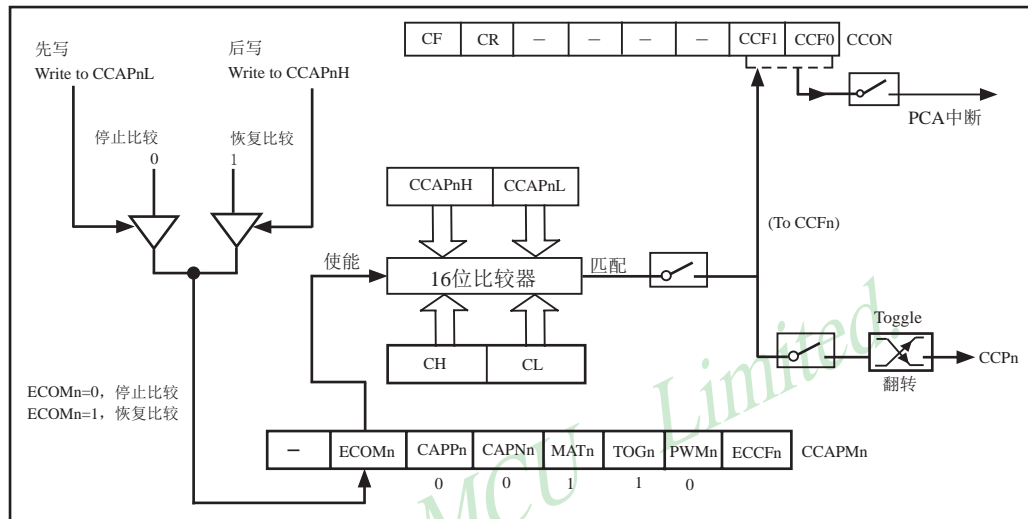 CF CR — — — — CCF1 CCF0 CCON
先写
Write to CCAPnL
后写
Write to CCAPnH
PCA中断
停止比较
0
恢复比较
1
CCAPnH CCAPnL
(To CCFn)
使能
16位比较器
匹配
CH CL
Toggle
CCPn
翻转
ECOMn=0，停止比较
ECOMn=1，恢复比较
— ECOMn CAPPn CAPNn MATn TOGn PWMn ECCFn CCAPMn
0 0 1 1 0
MCU Limited.